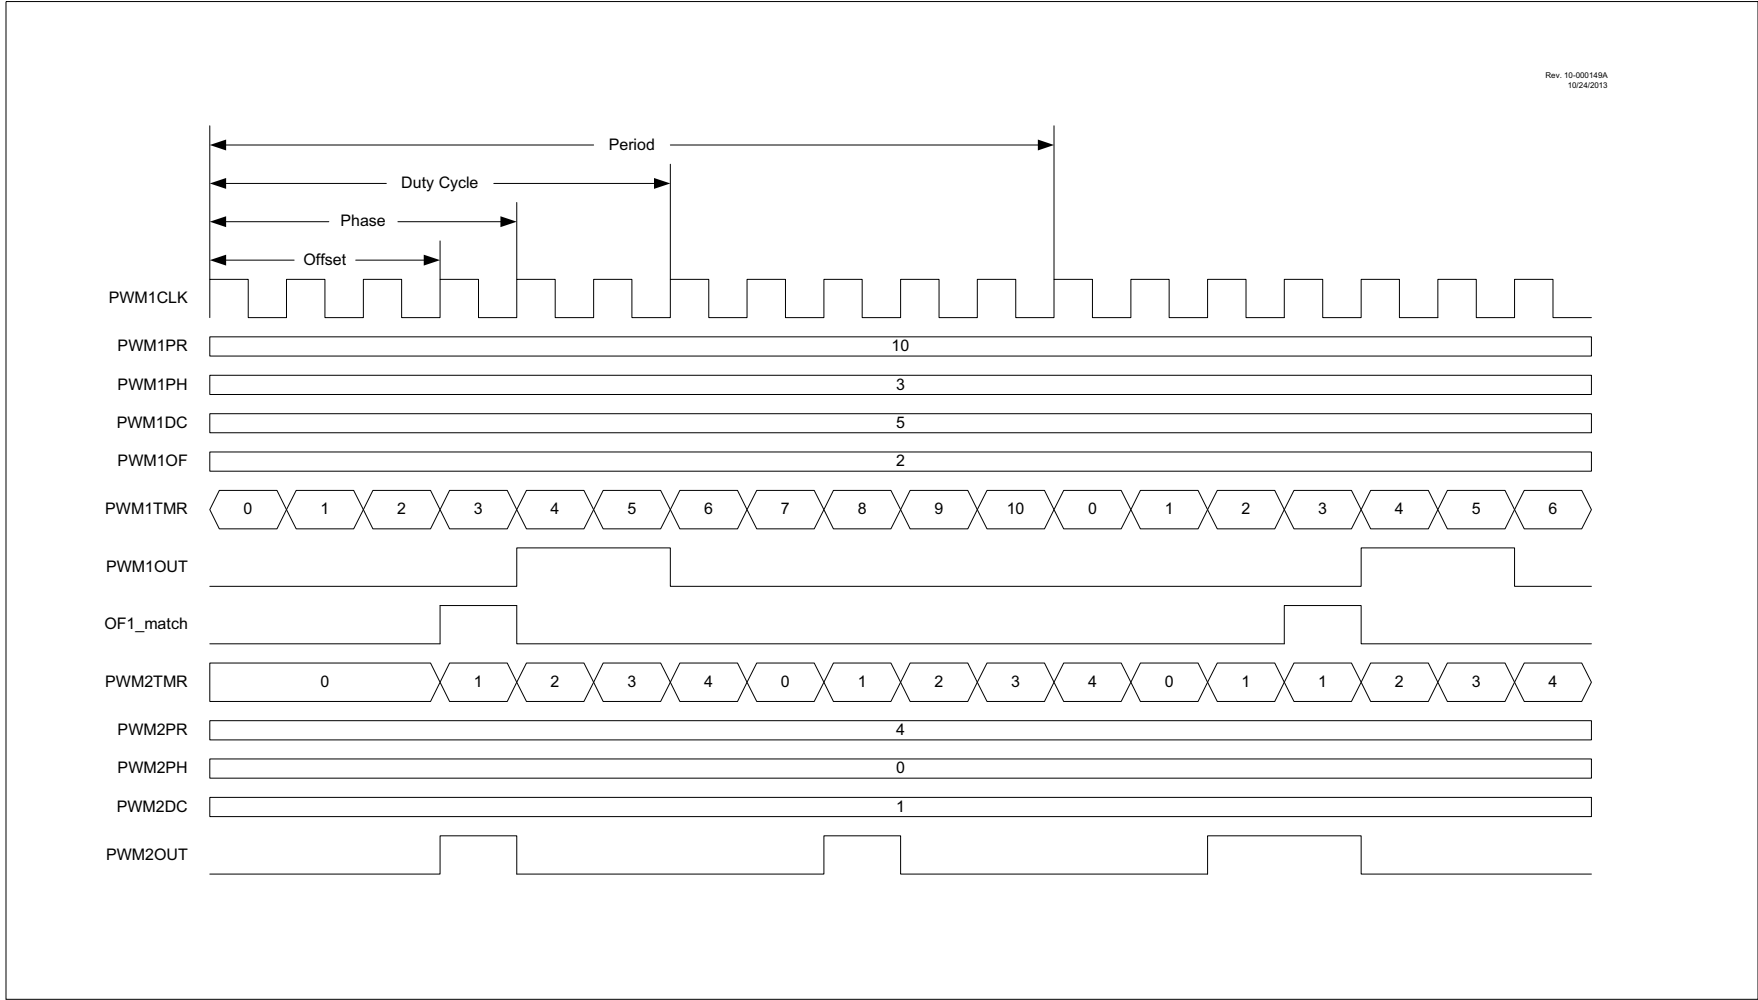 Rev. 10-000149A
10/24/2013
Period
Duty Cycle
Phase
Offset
PWM1CLK
PWM1PR 10
PWM1PH 3
PWM1DC 5
PWM1OF 2
PWM1TMR 0 1 2 3 4 5 6 7 8 9 10 0 1 2 3 4 5 6
PWM1OUT
OF1_match
PWM2TMR 0 1 2 3 4 0 1 2 3 4 0 1 1 2 3 4
PWM2PR 4
PWM2PH 0
PWM2DC 1
PWM2OUT